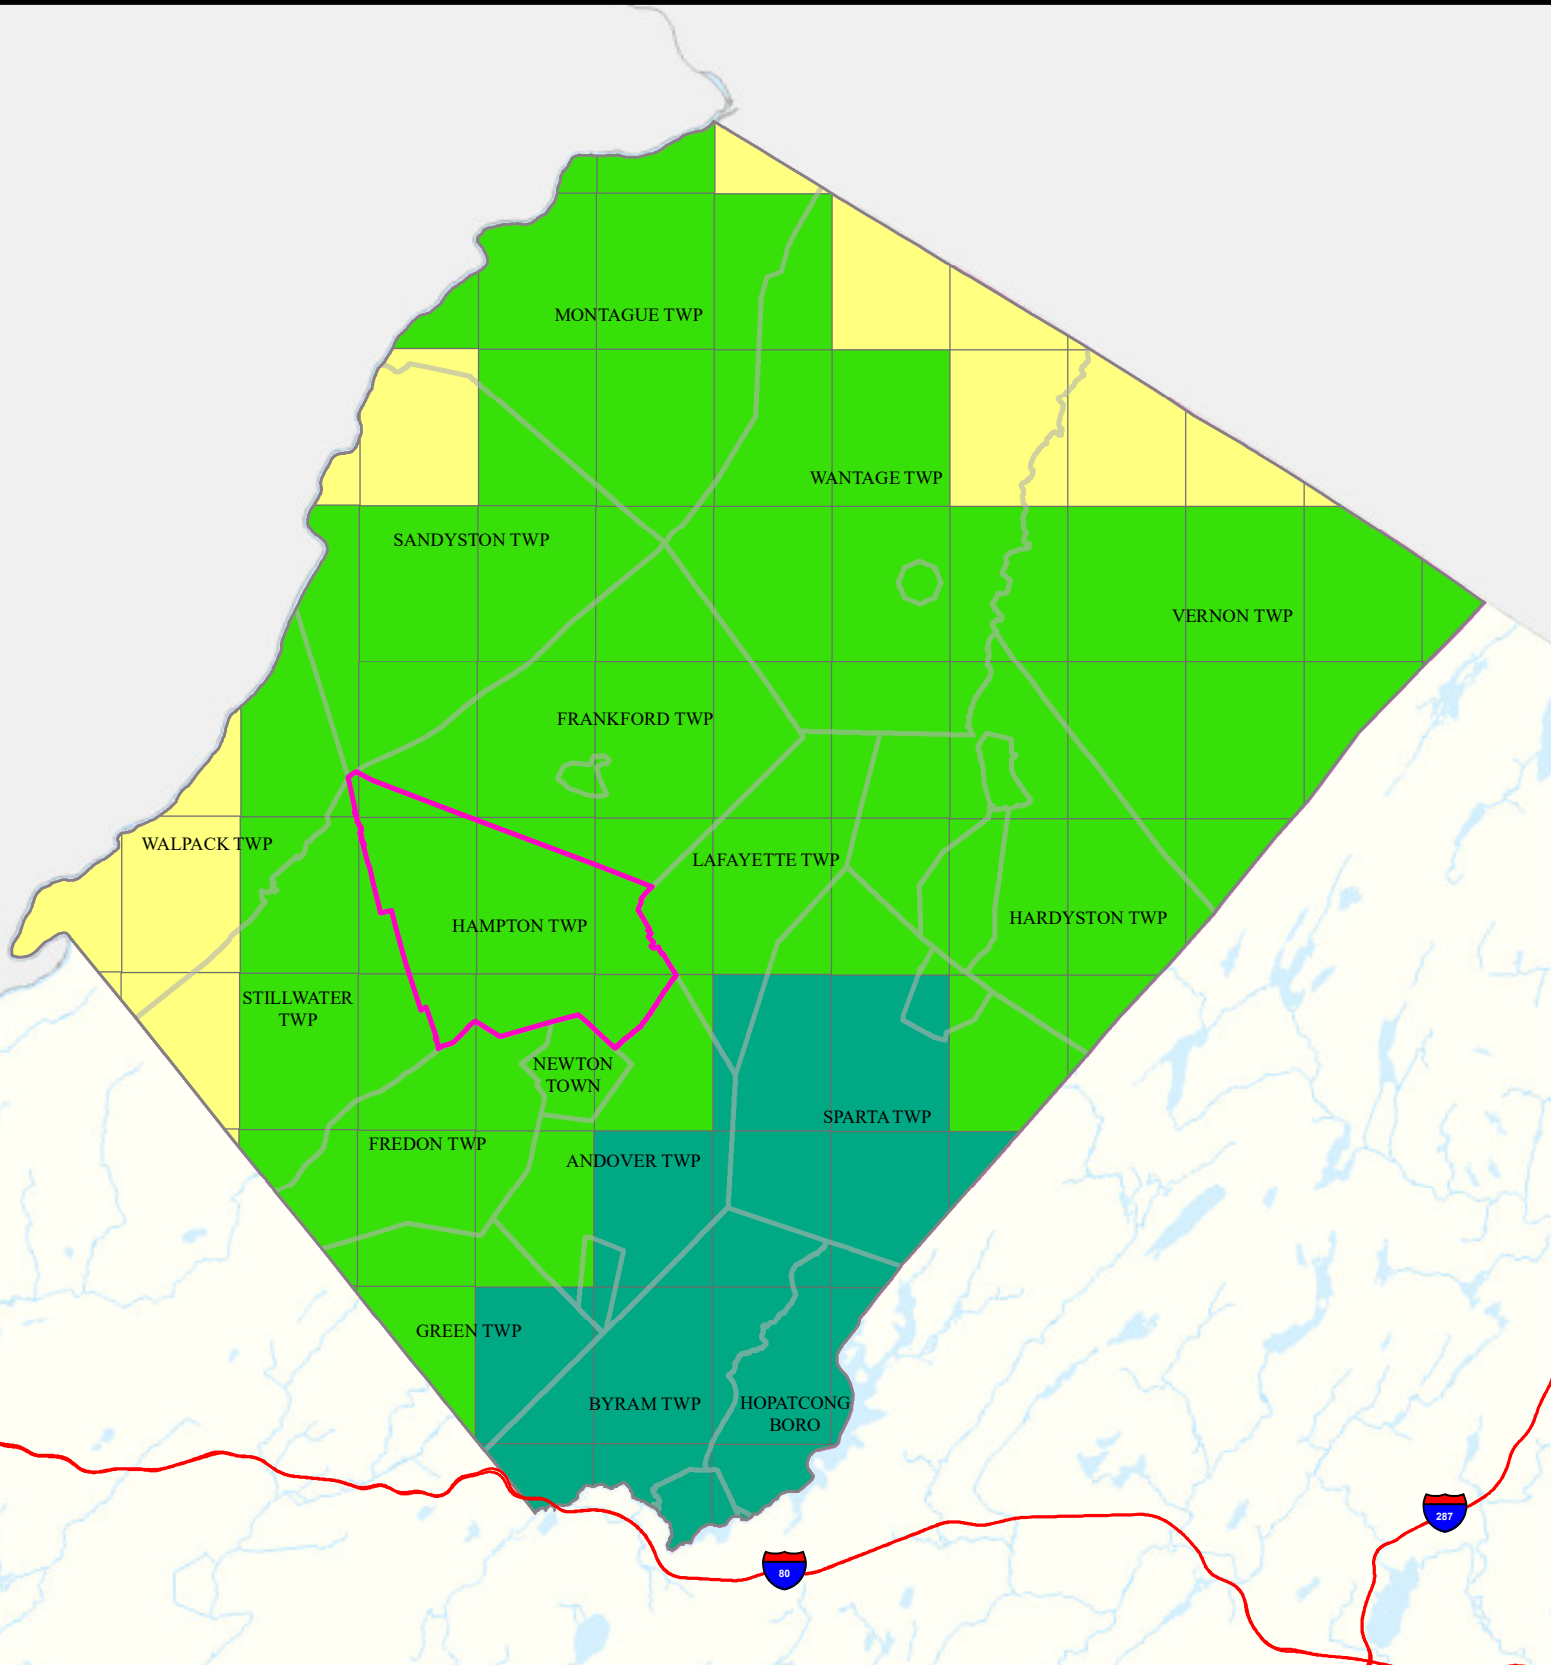 MONTAGUE TWP
WANTAGE TWP
SANDYSTON TWP
VERNON TWP
FRANKFORD TWP
WALPACK TWP
LAFAYETTE TWP
HARDYSTON TWP
HAMPTON TWP
STILLWATER
TWP
NEWTON
TOWN
SPARTA TWP
FREDON TWP
ANDOVER TWP
GREEN TWP
BYRAM TWP
HOPATCONG
BORO
287
80